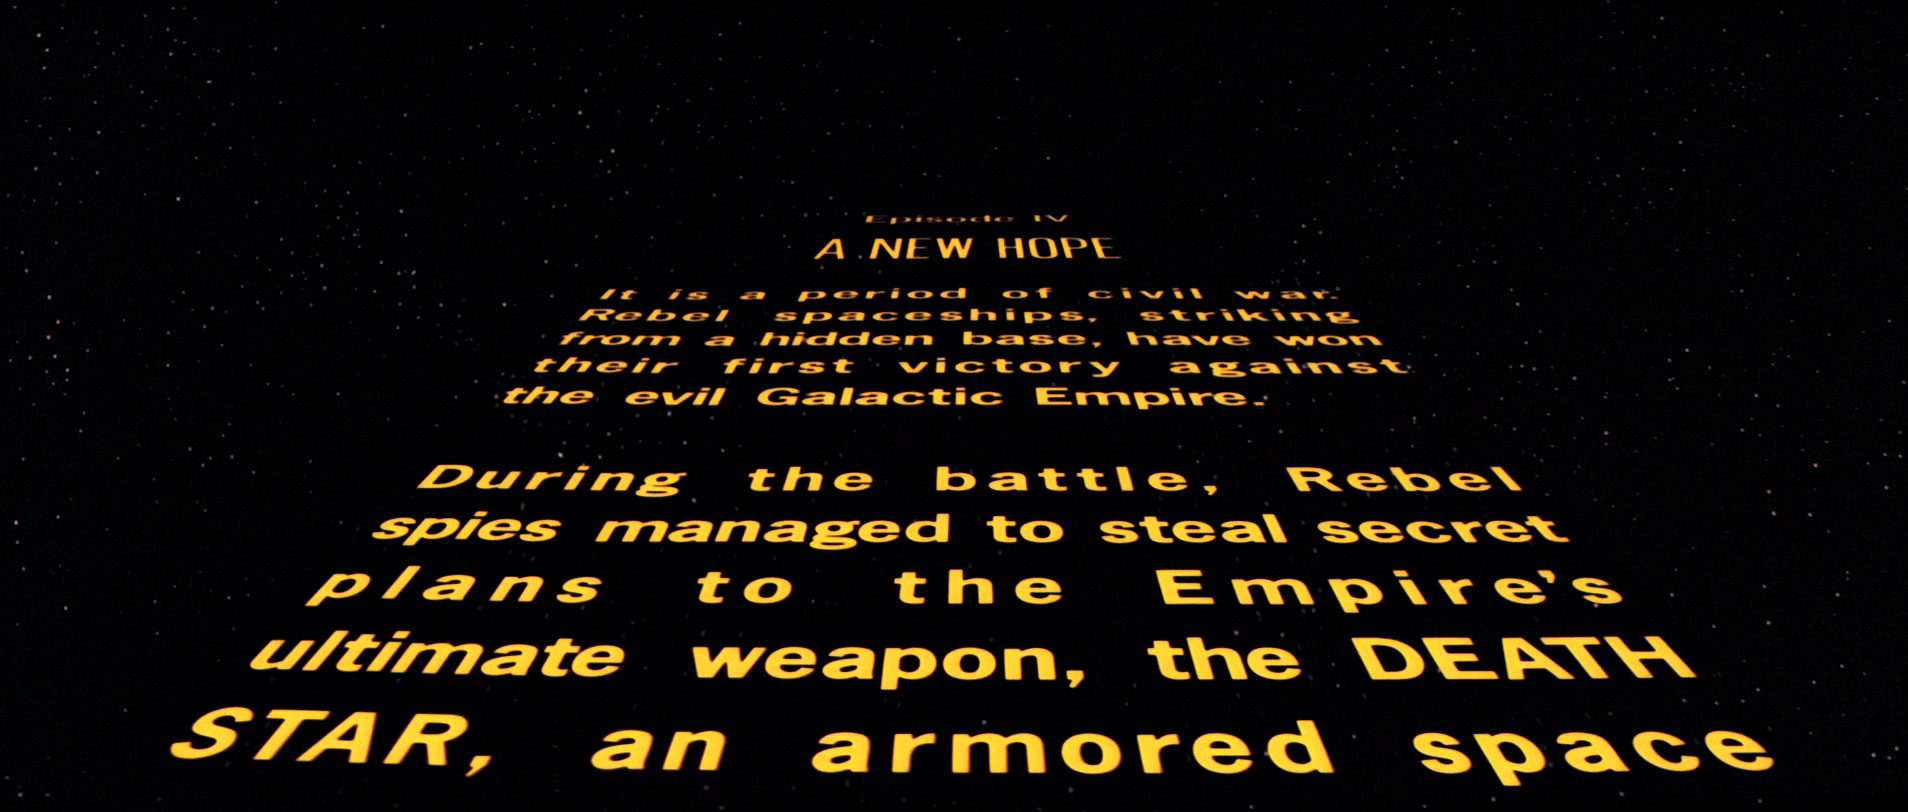 Episode IV
A NEW HOPE
It is a period of civil war.
Rebel spaceships, striking
from a hidden base, have won
their first victory against
the evil Galactic Empire.
During the battle, Rebel
spies managed to steal secret
plans to the Empire's
ultimate weapon, the DEATH
STAR, an armored space